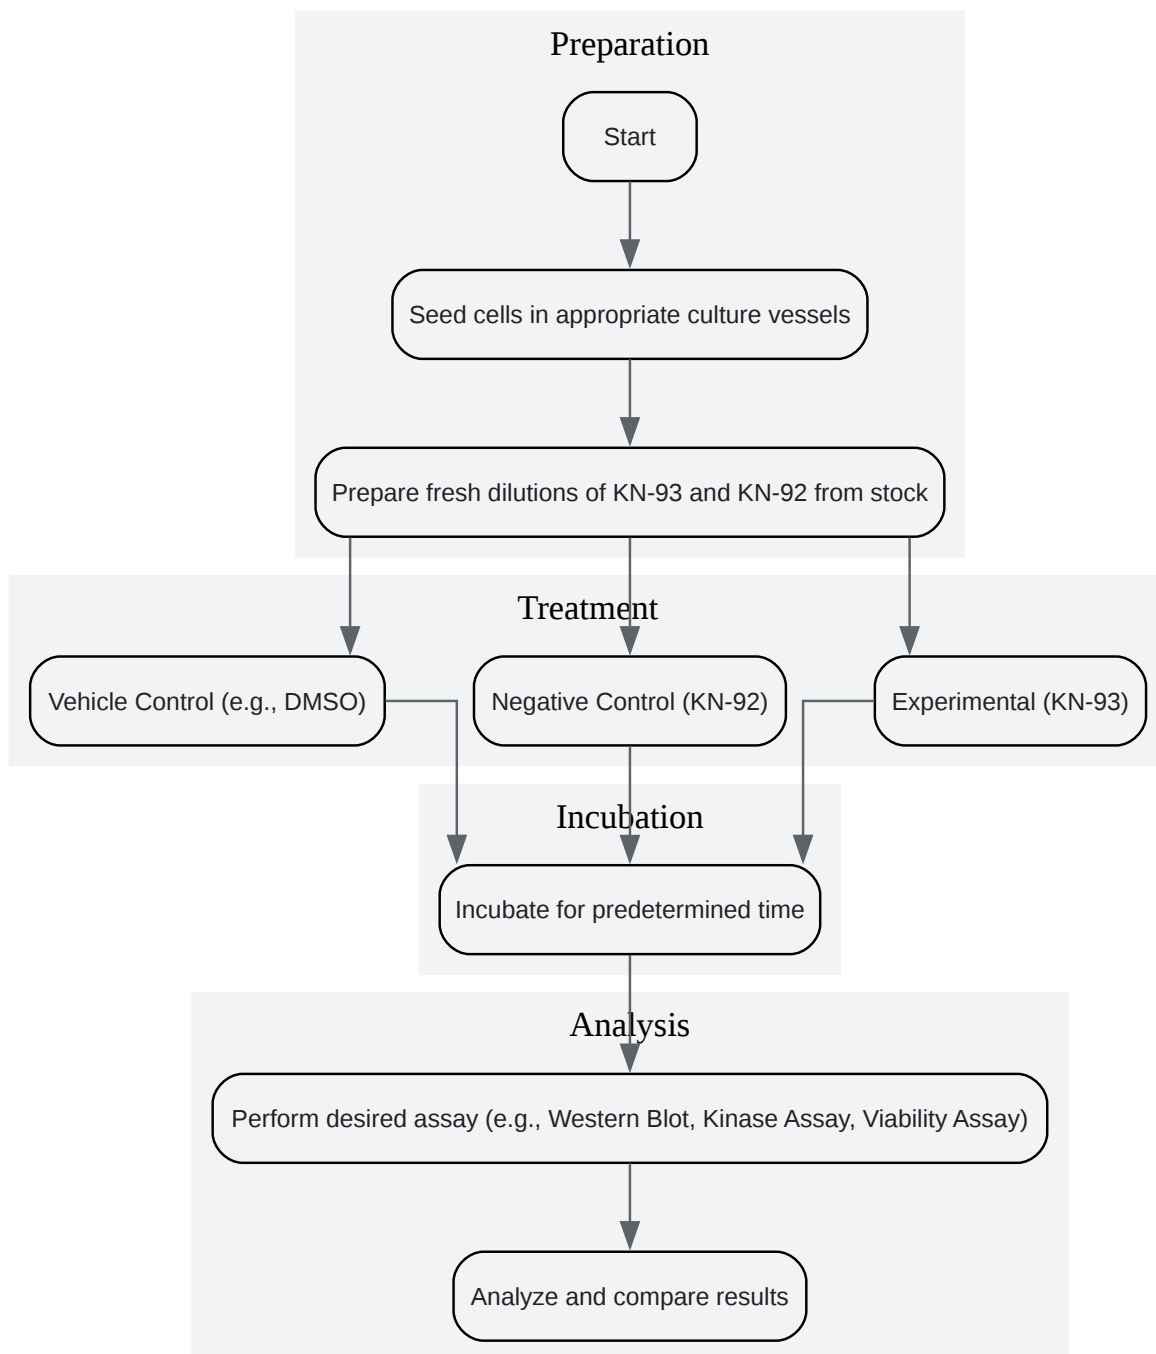 Preparation
Start
Seed cells in appropriate culture vessels
Prepare fresh dilutions of KN-93 and KN-92 from stock
Treatment
Vehicle Control (e.g., DMSO)
Negative Control (KN-92)
Experimental (KN-93)
Incubation
Incubate for predetermined time
Analysis
Perform desired assay (e.g., Western Blot, Kinase Assay, Viability Assay)
Analyze and compare results